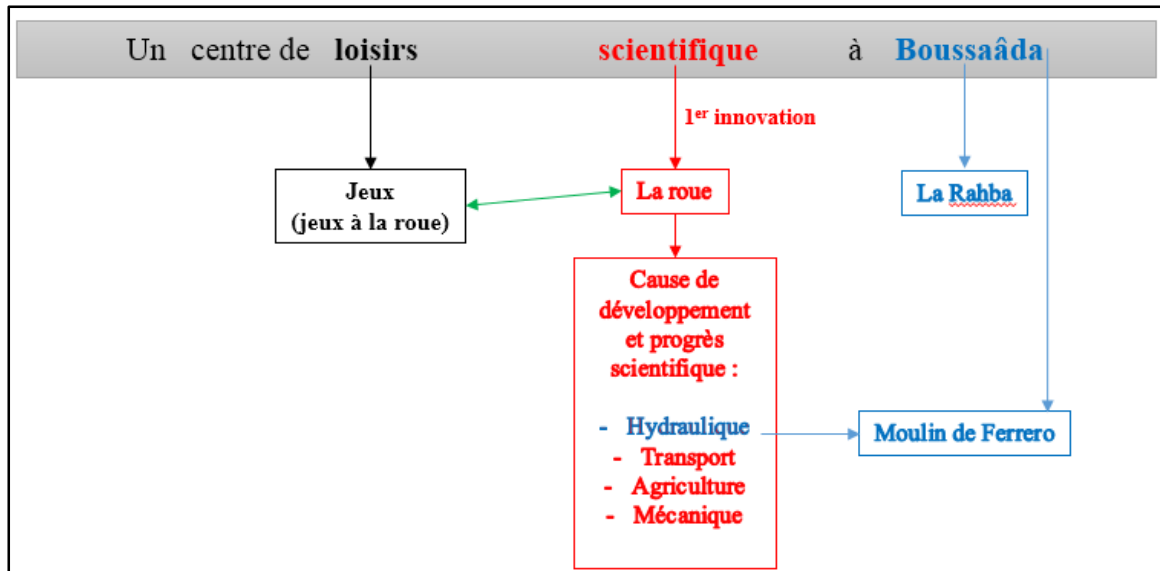 Un centre de loisirs scientifique à Boussaâda
1er innovation
Jeux
(jeux à la roue)
La roue
La Rahba
Cause de
développement
et progrès
scientifique :
- Hydraulique
- Transport
- Agriculture
- Mécanique
Moulin de Ferrero